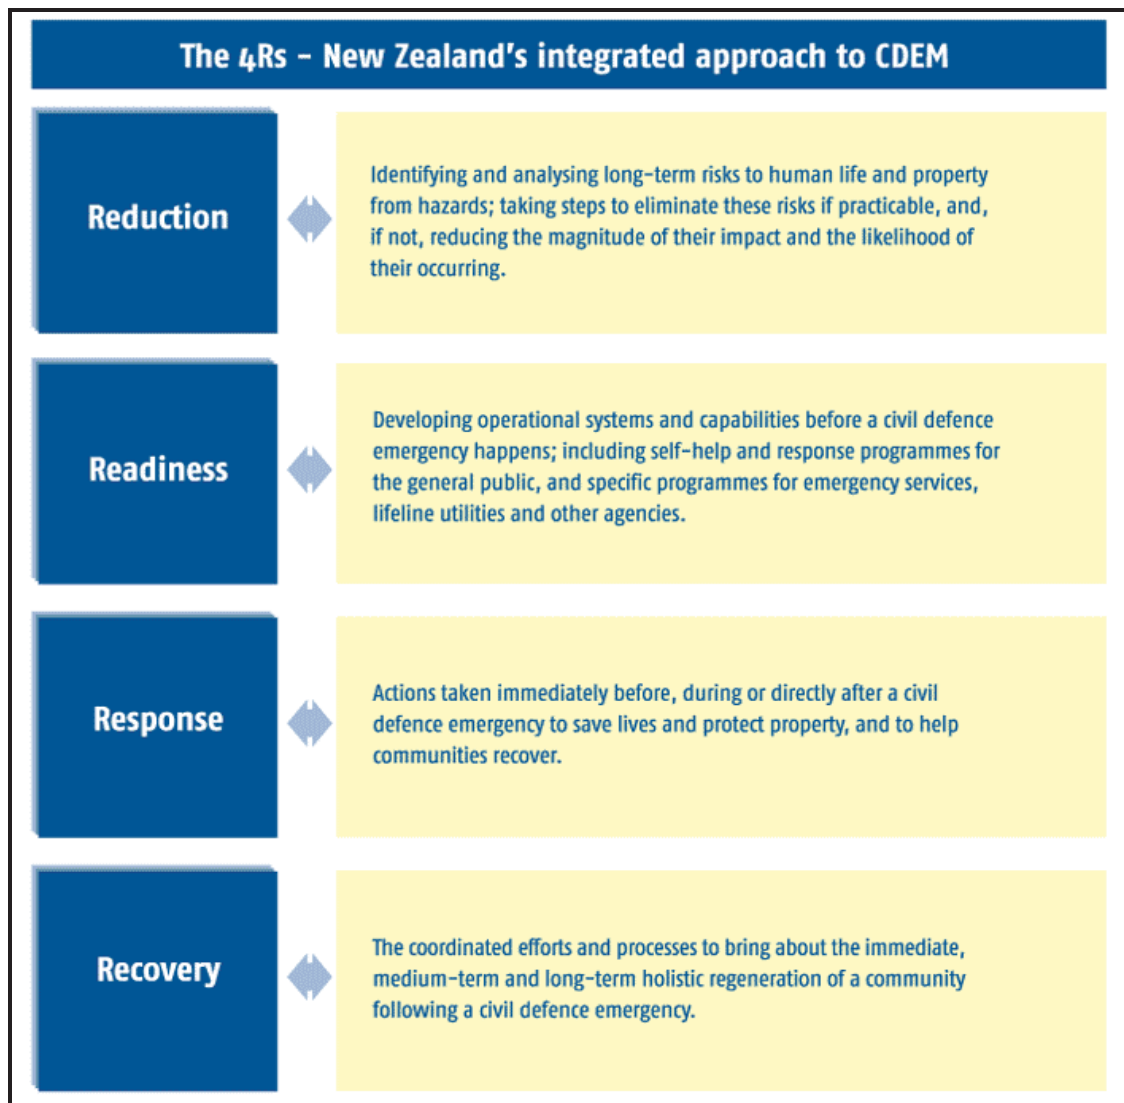 The 4Rs – New Zealand's integrated approach to CDEM
Reduction
Identifying and analysing long-term risks to human life and property
from hazards; taking steps to eliminate these risks if practicable, and,
if not, reducing the magnitude of their impact and the likelihood of
their occurring.
Readiness
Developing operational systems and capabilities before a civil defence
emergency happens; including self-help and response programmes for
the general public, and specific programmes for emergency services,
lifeline utilities and other agencies.
Response
Actions taken immediately before, during or directly after a civil
defence emergency to save lives and protect property, and to help
communities recover.
Recovery
The coordinated efforts and processes to bring about the immediate,
medium-term and long-term holistic regeneration of a community
following a civil defence emergency.